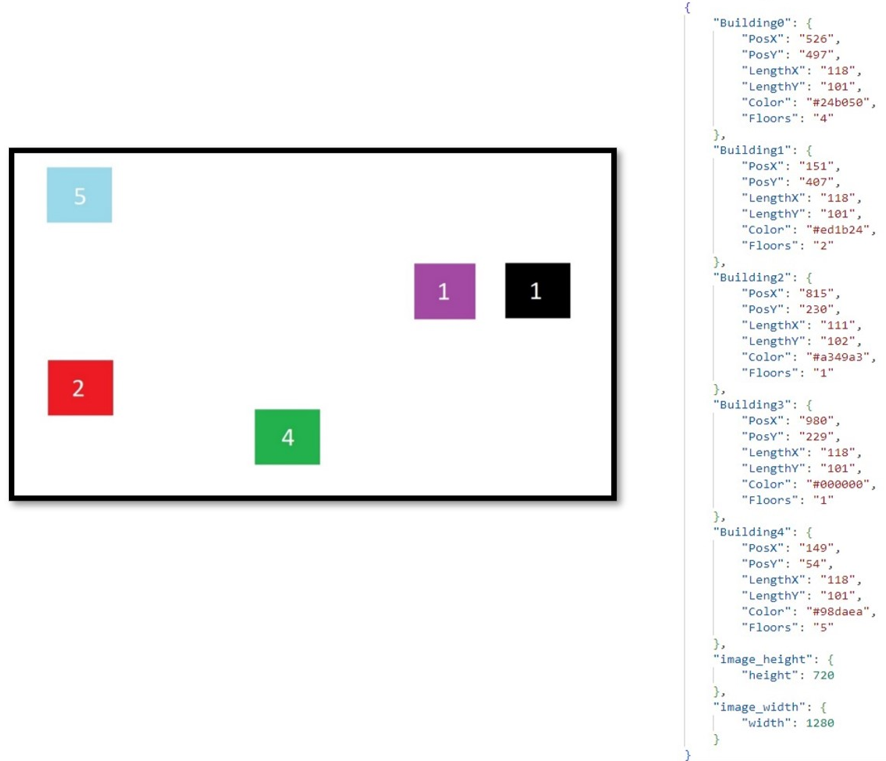 5
1
1
2
4
{
"Building0": {
"PosX": "526",
"PosY": "497",
"LengthX": "118",
"LengthY": "101",
"Color": "#24b050",
"Floors": "4"
},
"Building1": {
"PosX": "151",
"PosY": "407",
"LengthX": "118",
"LengthY": "101",
"Color": "#ed1b24",
"Floors": "2"
},
"Building2": {
"PosX": "815",
"PosY": "230",
"LengthX": "111",
"LengthY": "102",
"Color": "#a349a3",
"Floors": "1"
},
"Building3": {
"PosX": "980",
"PosY": "229",
"LengthX": "118",
"LengthY": "101",
"Color": "#000000",
"Floors": "1"
},
"Building4": {
"PosX": "149",
"PosY": "54",
"LengthX": "118",
"LengthY": "101",
"Color": "#98daea",
"Floors": "5"
},
"image_height": {
"height": 720
},
"image_width": {
"width": 1280
}
}